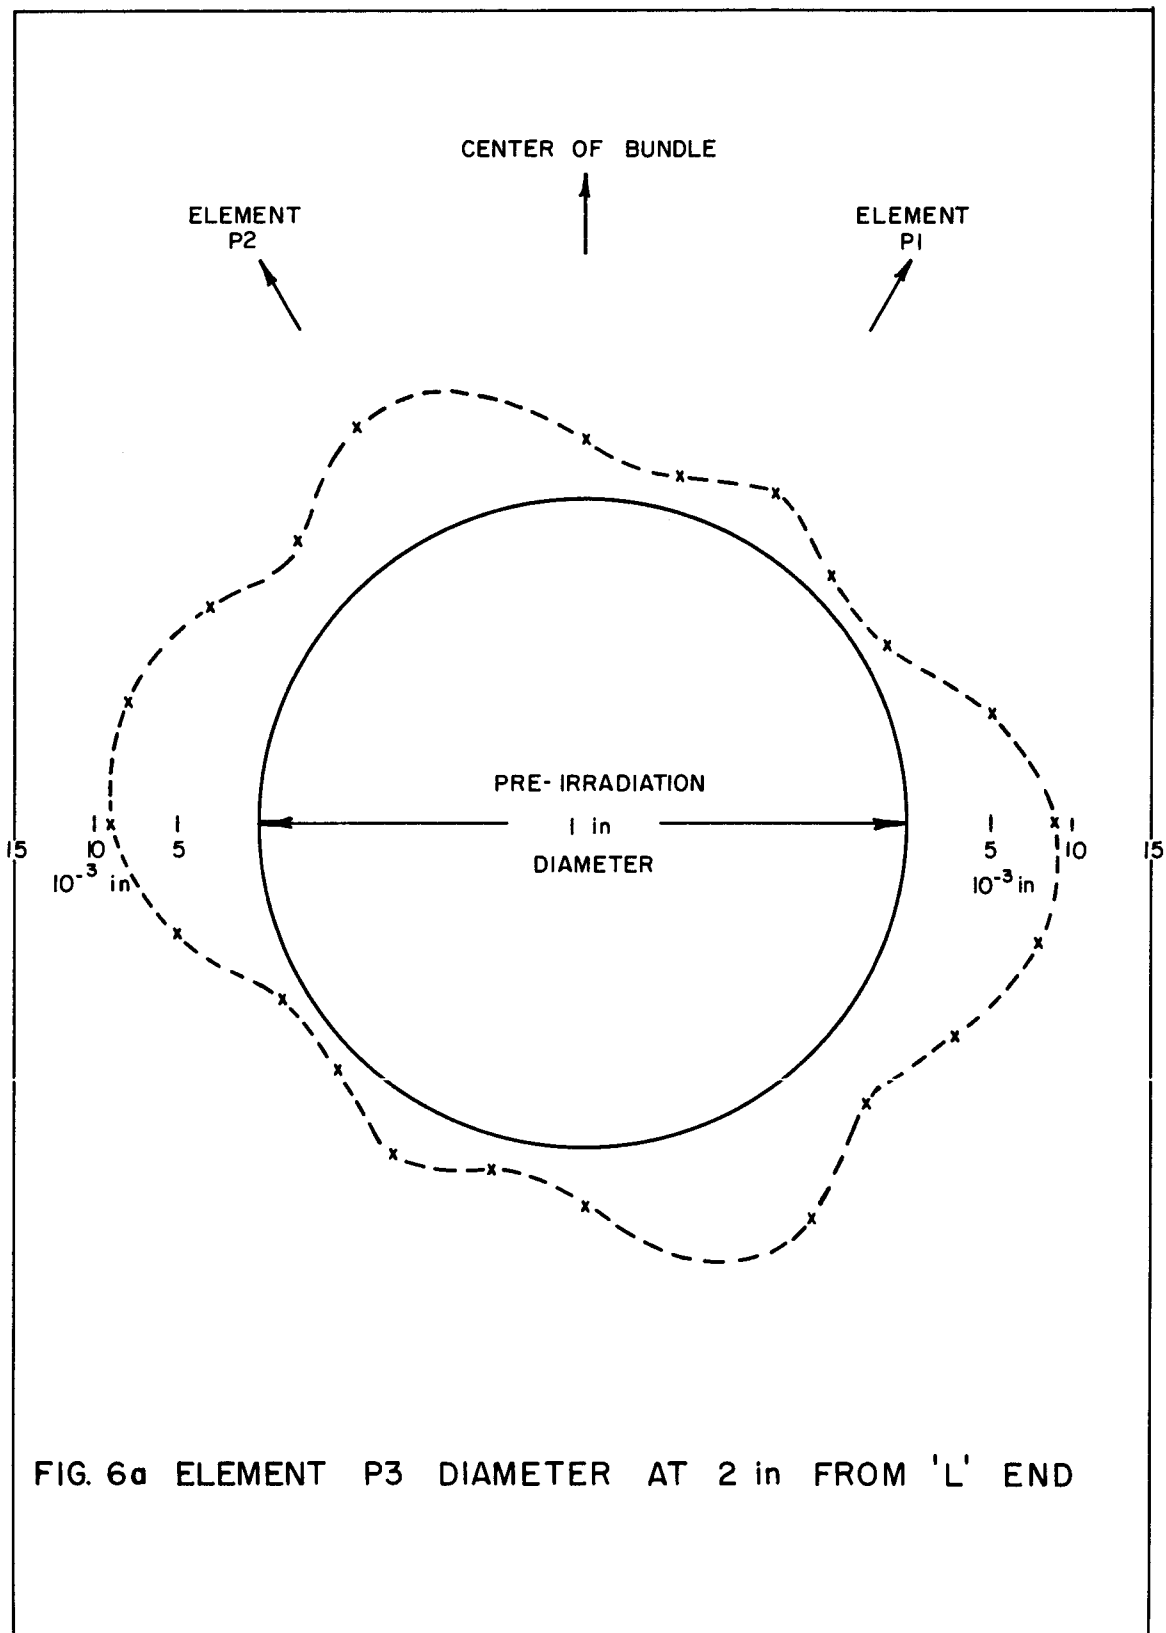 CENTER OF BUNDLE
ELEMENT
P2
ELEMENT
P1
PRE-IRRADIATION
1 in
DIAMETER
15 10 5
10⁻³ in
5 10 15
10⁻³ in
FIG. 6a ELEMENT P3 DIAMETER AT 2 in FROM 'L' END